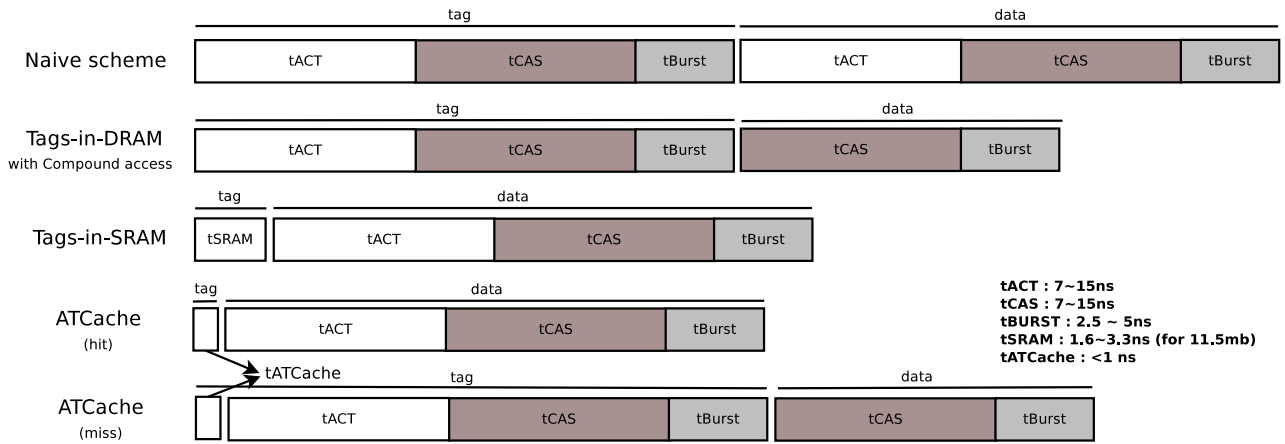 tag
data
Naive scheme
tACT
tCAS
tBurst
tACT
tCAS
tBurst
tag
data
Tags-in-DRAM
with Compound access
tACT
tCAS
tBurst
tCAS
tBurst
tag
data
Tags-in-SRAM
tSRAM
tACT
tCAS
tBurst
tag
data
ATCache
(hit)
tACT
tCAS
tBurst
tACT : 7~15ns
tCAS : 7~15ns
tBURST : 2.5 ~ 5ns
tSRAM : 1.6~3.3ns (for 11.5mb)
tATCache : <1 ns
tATCache
tag
data
ATCache
(miss)
tACT
tCAS
tBurst
tCAS
tBurst